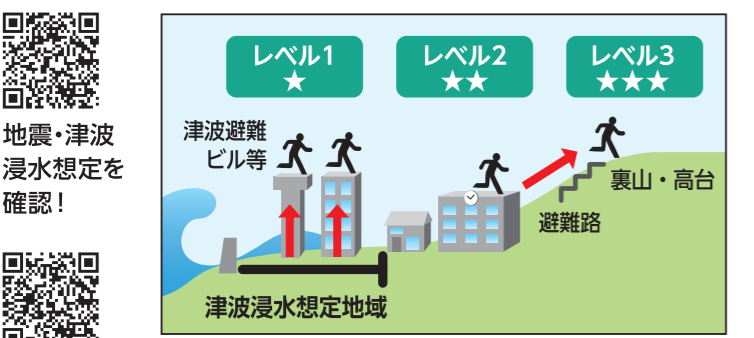 地震・津波
浸水想定を
確認！
レベル1
★
レベル2
★★
レベル3
★★★
津波避難
ビル等
裏山・高台
避難路
津波浸水想定地域